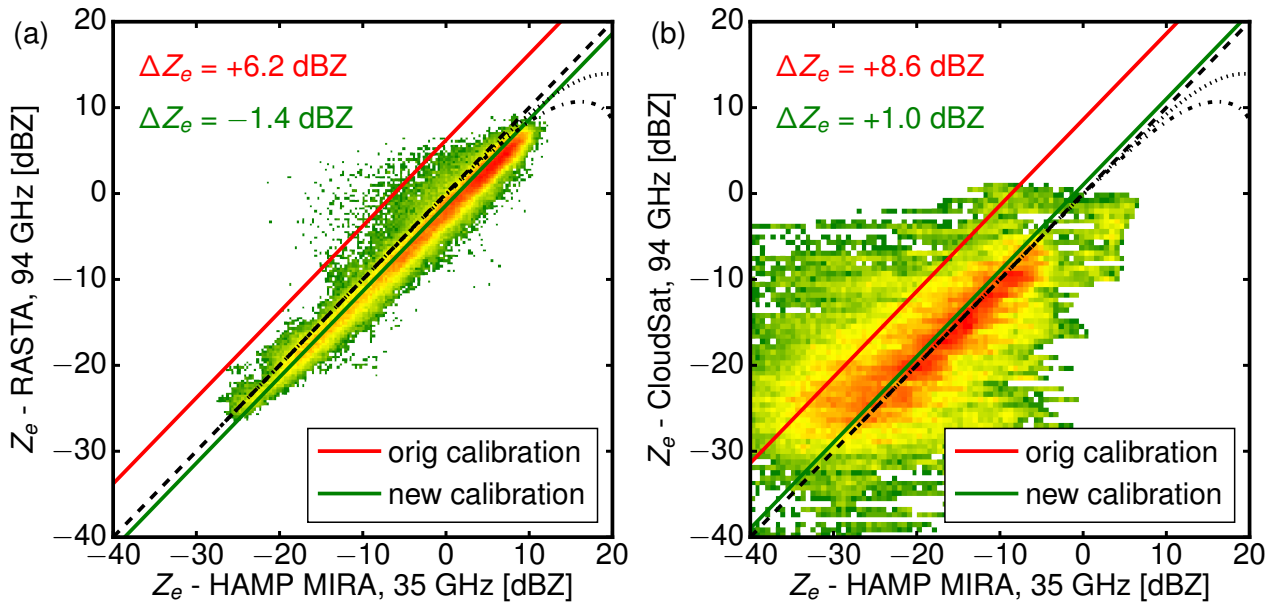 (a)
ΔZe = +6.2 dBZ
ΔZe = −1.4 dBZ
Ze - RASTA, 94 GHz [dBZ]
20
10
0
−10
−20
−30
−40
orig calibration
new calibration
−40 −30 −20 −10 0 10 20
Ze - HAMP MIRA, 35 GHz [dBZ]
(b)
ΔZe = +8.6 dBZ
ΔZe = +1.0 dBZ
Ze - CloudSat, 94 GHz [dBZ]
20
10
0
−10
−20
−30
−40
orig calibration
new calibration
−40 −30 −20 −10 0 10 20
Ze - HAMP MIRA, 35 GHz [dBZ]